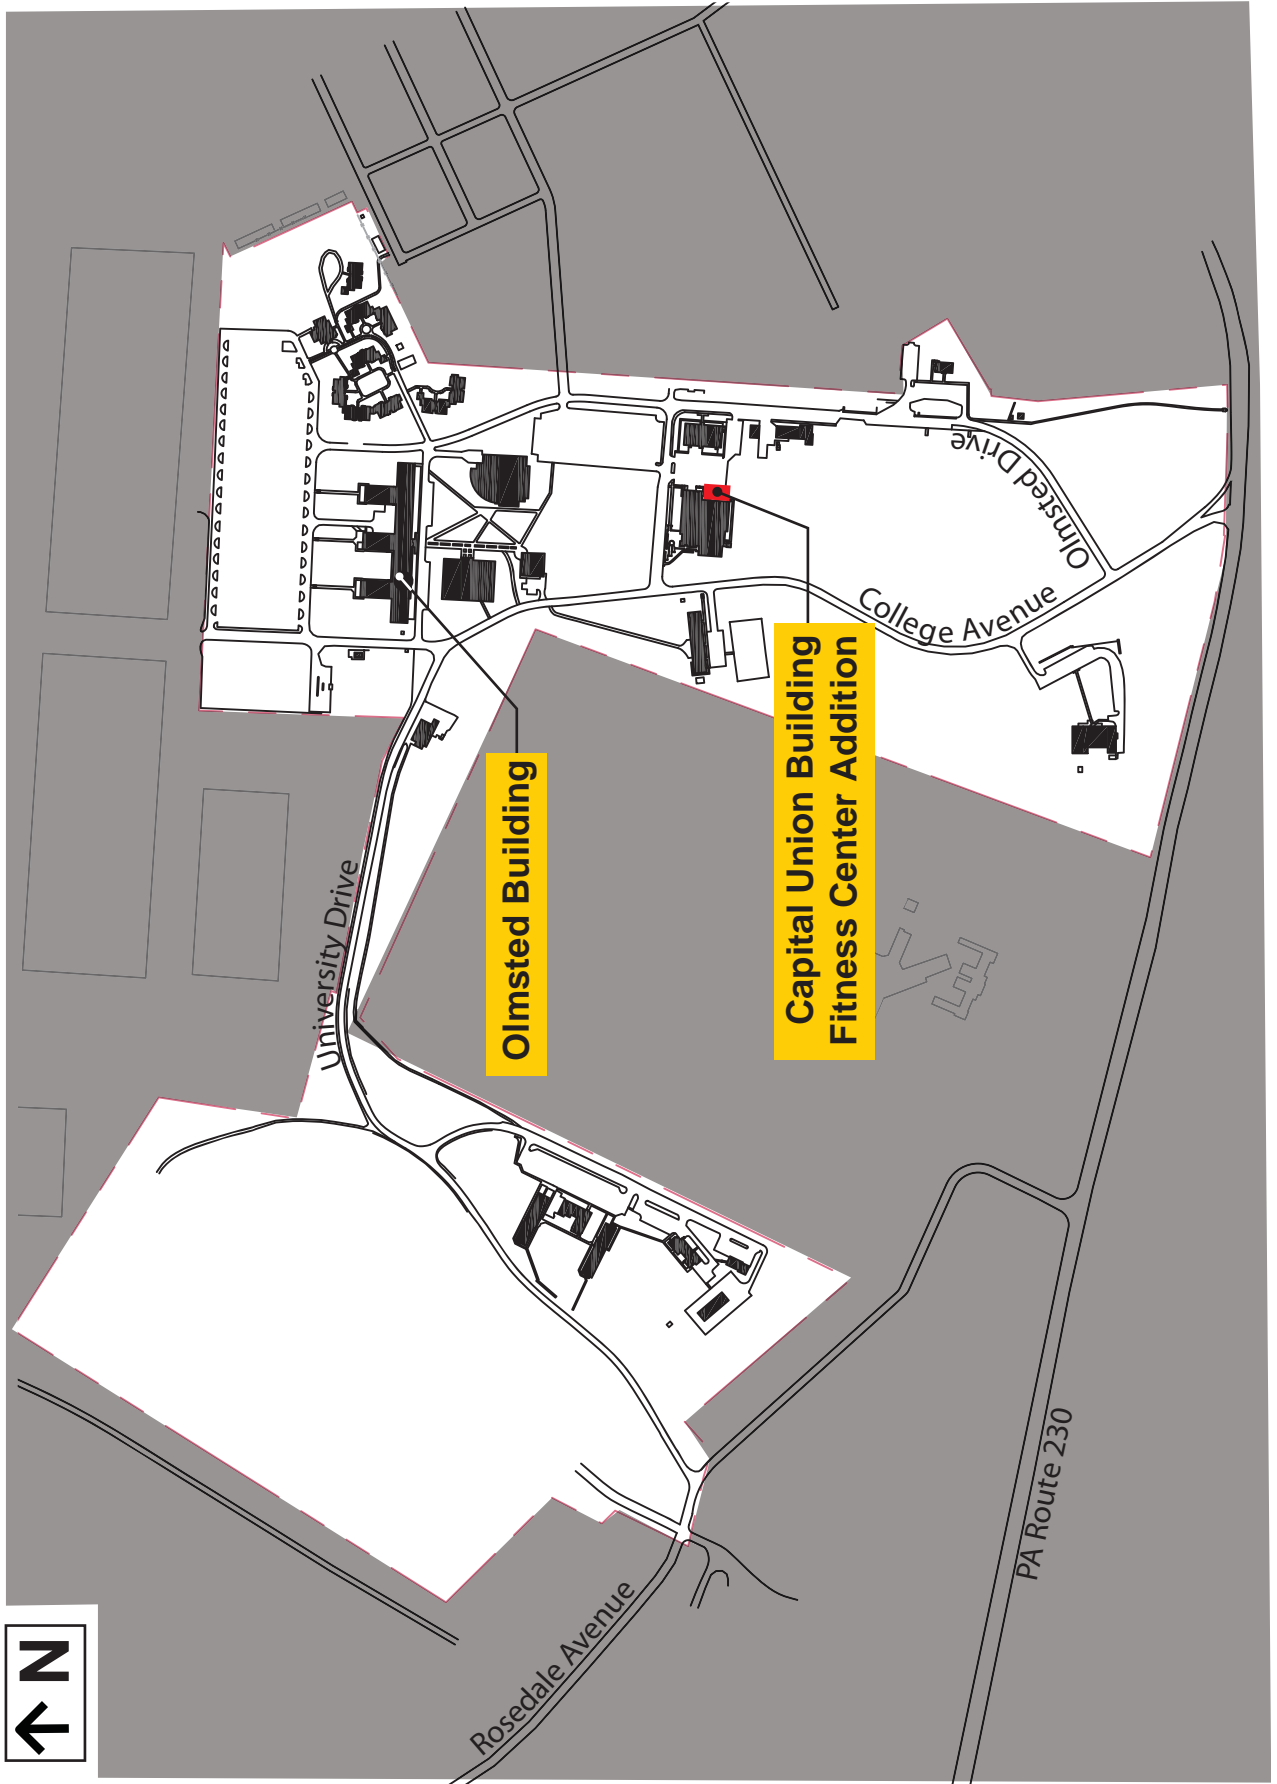 University Drive
Olmsted Building
Capital Union Building
Fitness Center Addition
College Avenue
Olmsted Drive
Rosedale Avenue
PA Route 230
N